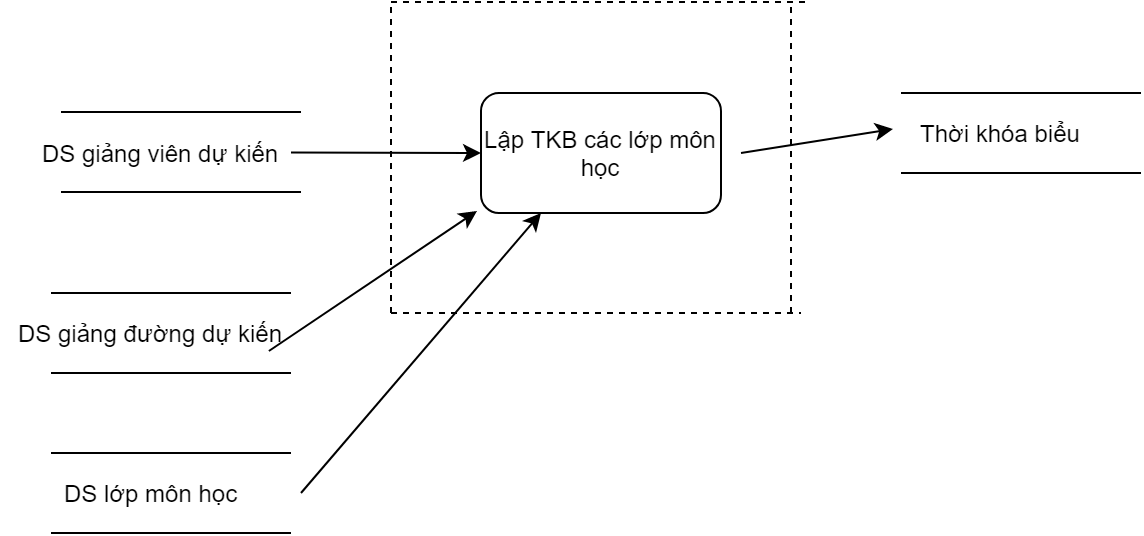 DS giảng viên dự kiến
Lập TKB các lớp môn
học
Thời khóa biểu
DS giảng đường dự kiến
DS lớp môn học